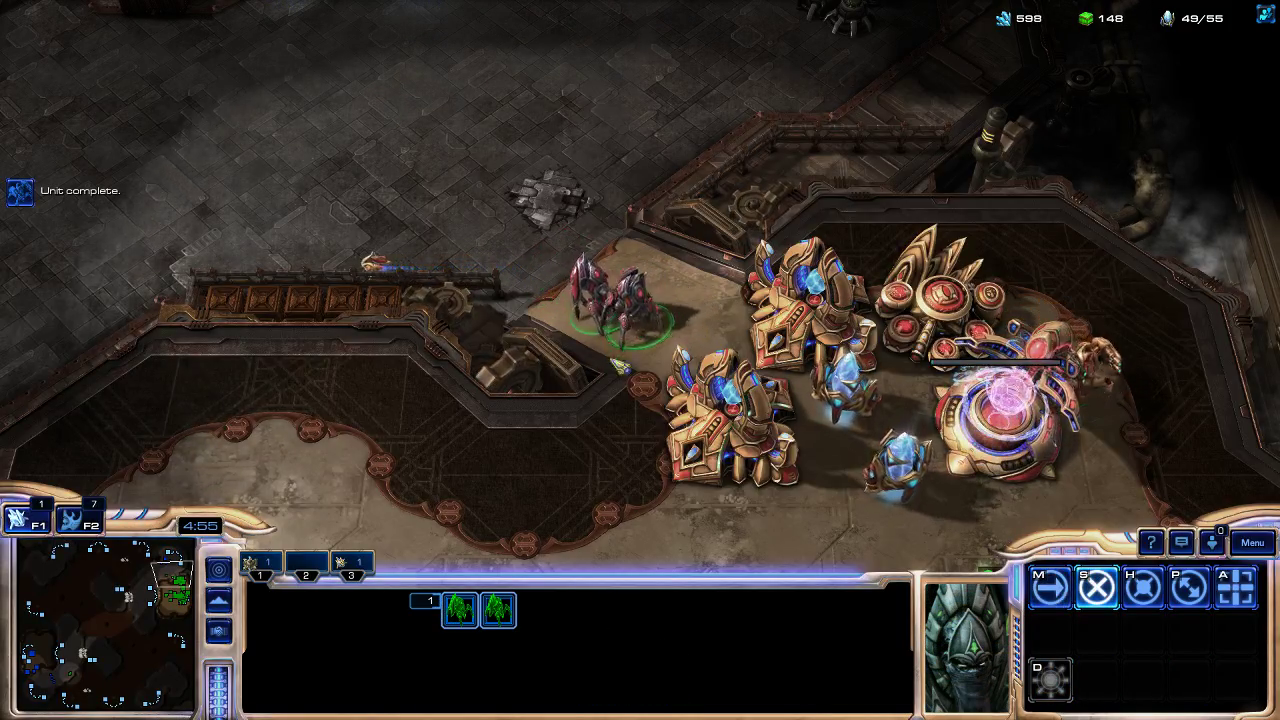 598 148 49/55
Unit complete.
1 7
F1 F2
4:55
0
? Menu
1 1
1 2 3
1
M S H P A
D